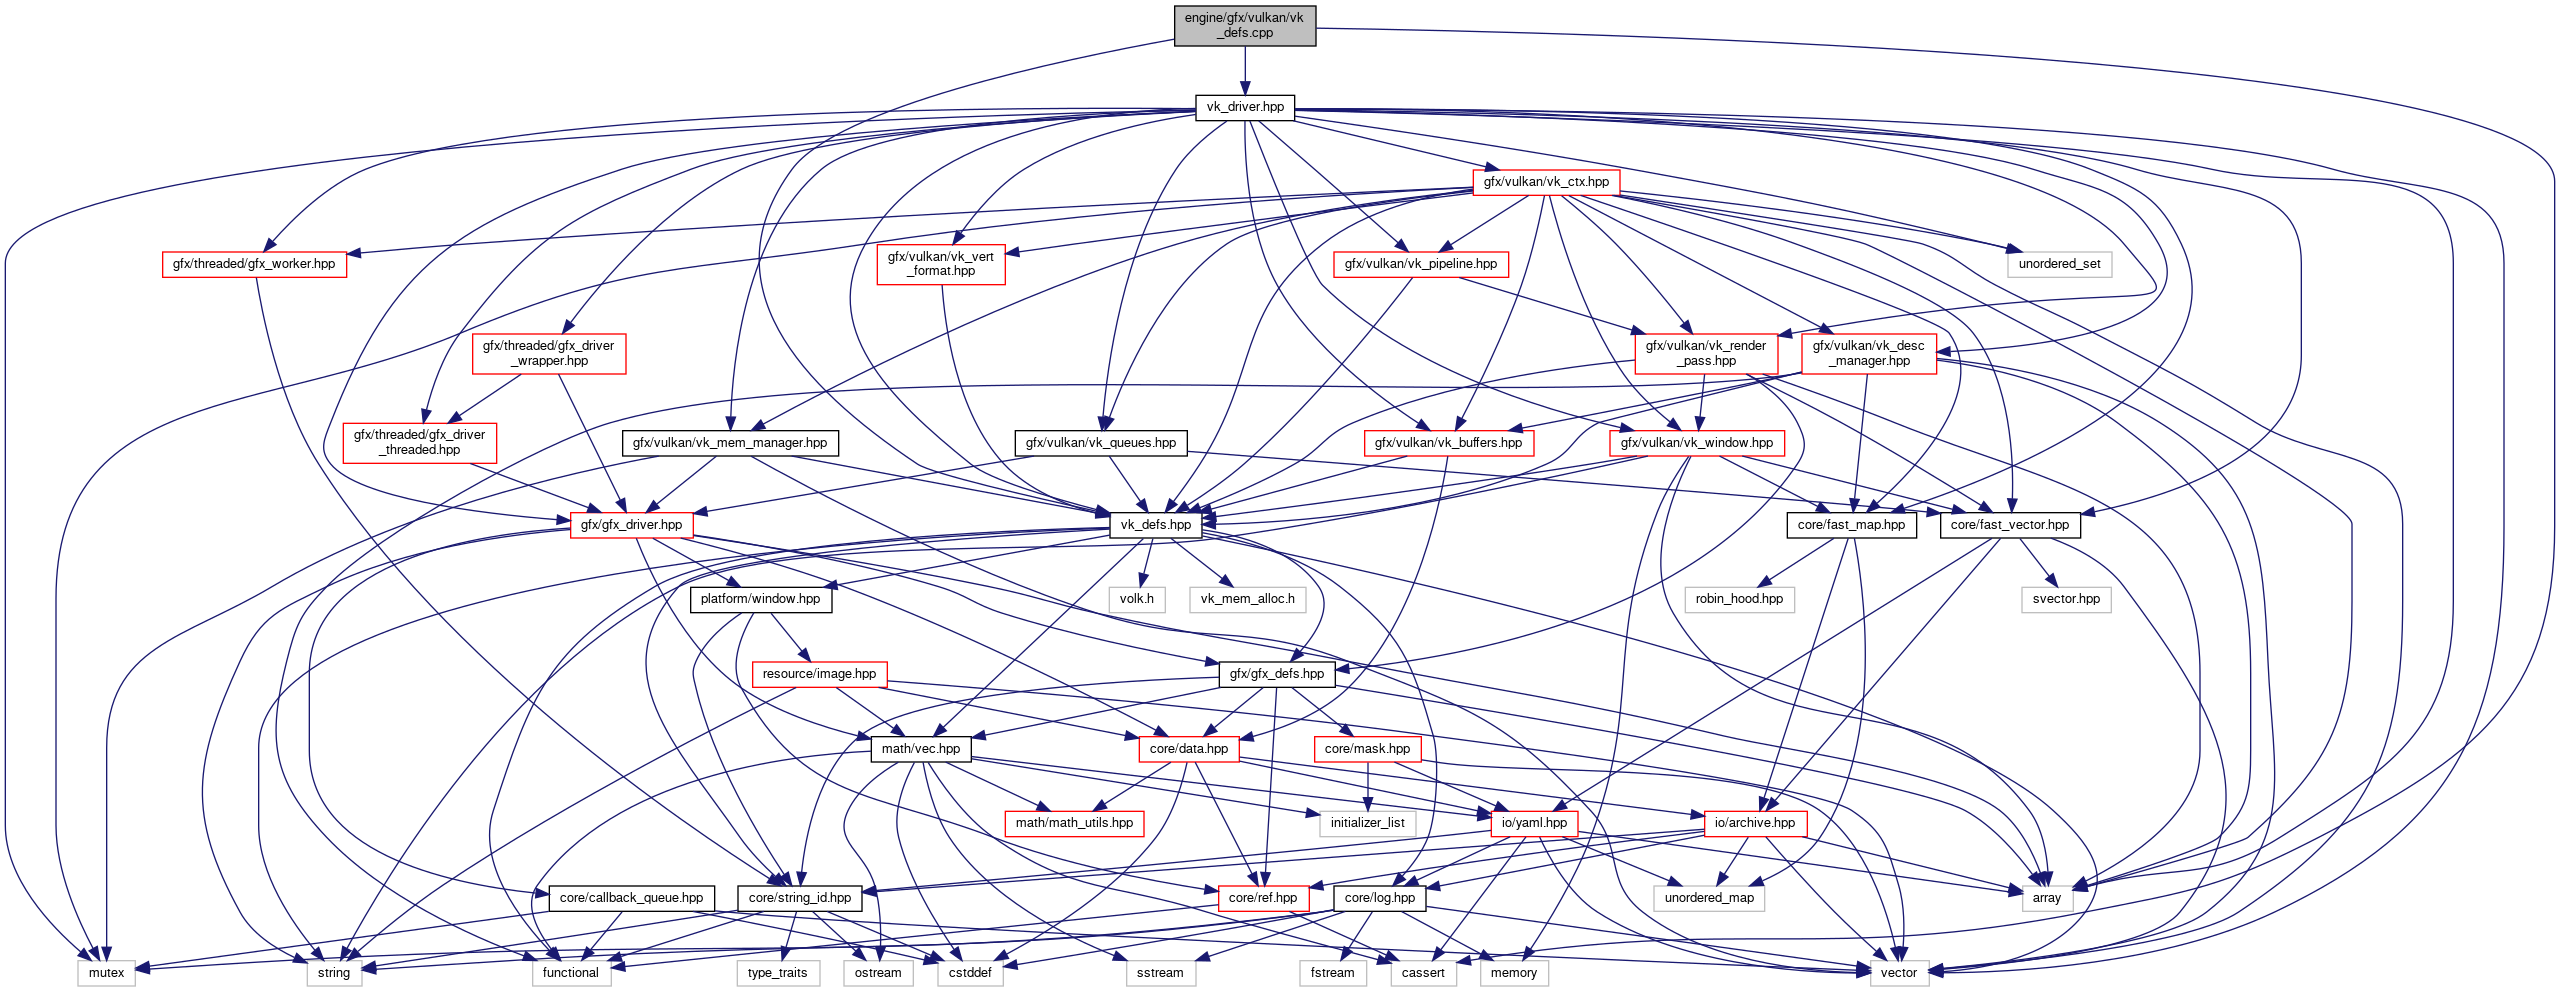 engine/gfx/vulkan/vk
_defs.cpp
vk_driver.hpp
gfx/vulkan/vk_ctx.hpp
gfx/threaded/gfx_worker.hpp
gfx/vulkan/vk_vert
_format.hpp
gfx/vulkan/vk_pipeline.hpp
unordered_set
gfx/threaded/gfx_driver
_wrapper.hpp
gfx/vulkan/vk_render
_pass.hpp
gfx/vulkan/vk_desc
_manager.hpp
gfx/threaded/gfx_driver
_threaded.hpp
gfx/vulkan/vk_mem_manager.hpp
gfx/vulkan/vk_queues.hpp
gfx/vulkan/vk_buffers.hpp
gfx/vulkan/vk_window.hpp
gfx/gfx_driver.hpp
vk_defs.hpp
core/fast_map.hpp
core/fast_vector.hpp
platform/window.hpp
volk.h
vk_mem_alloc.h
robin_hood.hpp
svector.hpp
resource/image.hpp
gfx/gfx_defs.hpp
math/vec.hpp
core/data.hpp
core/mask.hpp
math/math_utils.hpp
initializer_list
io/yaml.hpp
io/archive.hpp
core/callback_queue.hpp
core/string_id.hpp
core/ref.hpp
core/log.hpp
unordered_map
array
mutex
string
functional
type_traits
ostream
cstddef
sstream
fstream
cassert
memory
vector